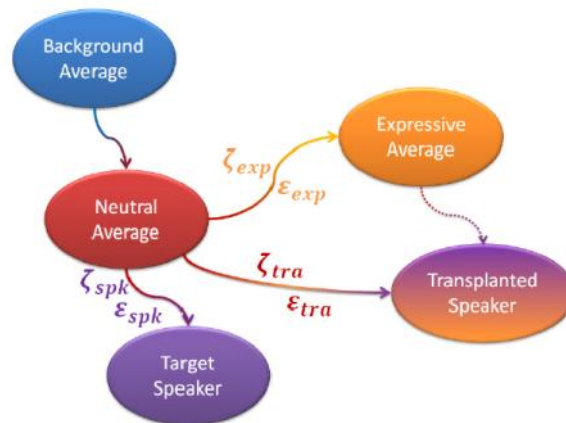 Background
Average
Expressive
Average
ζexp
εexp
Neutral
Average
ζtra
εtra
Transplanted
Speaker
ζspk
εspk
Target
Speaker